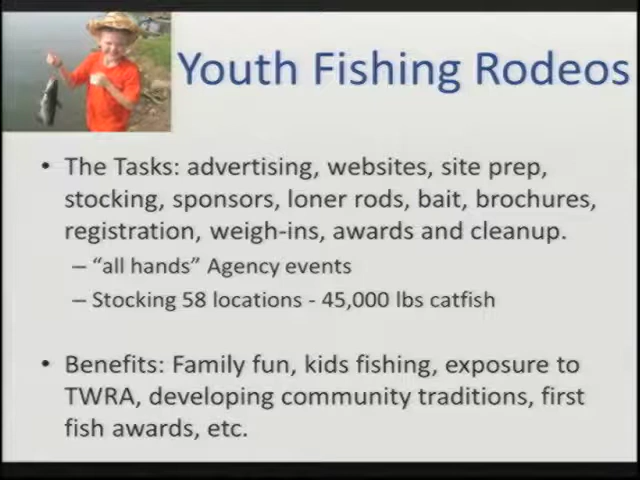 Youth Fishing Rodeos
• The Tasks: advertising, websites, site prep,
stocking, sponsors, loner rods, bait, brochures,
registration, weigh-ins, awards and cleanup.
– “all hands” Agency events
– Stocking 58 locations - 45,000 lbs catfish
• Benefits: Family fun, kids fishing, exposure to
TWRA, developing community traditions, first
fish awards, etc.